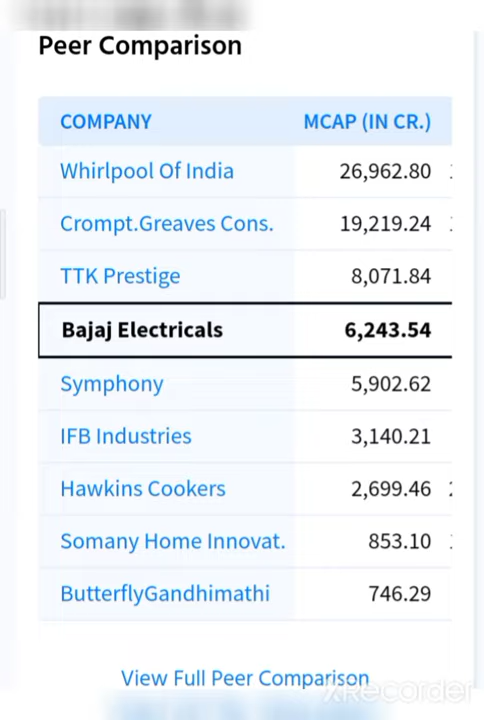 Peer Comparison
COMPANY MCAP (IN CR.)
Whirlpool Of India 26,962.80
Crompt.Greaves Cons. 19,219.24
TTK Prestige 8,071.84
Bajaj Electricals 6,243.54
Symphony 5,902.62
IFB Industries 3,140.21
Hawkins Cookers 2,699.46
Somany Home Innovat. 853.10
ButterflyGandhimathi 746.29
View Full Peer Comparison
XRecorder